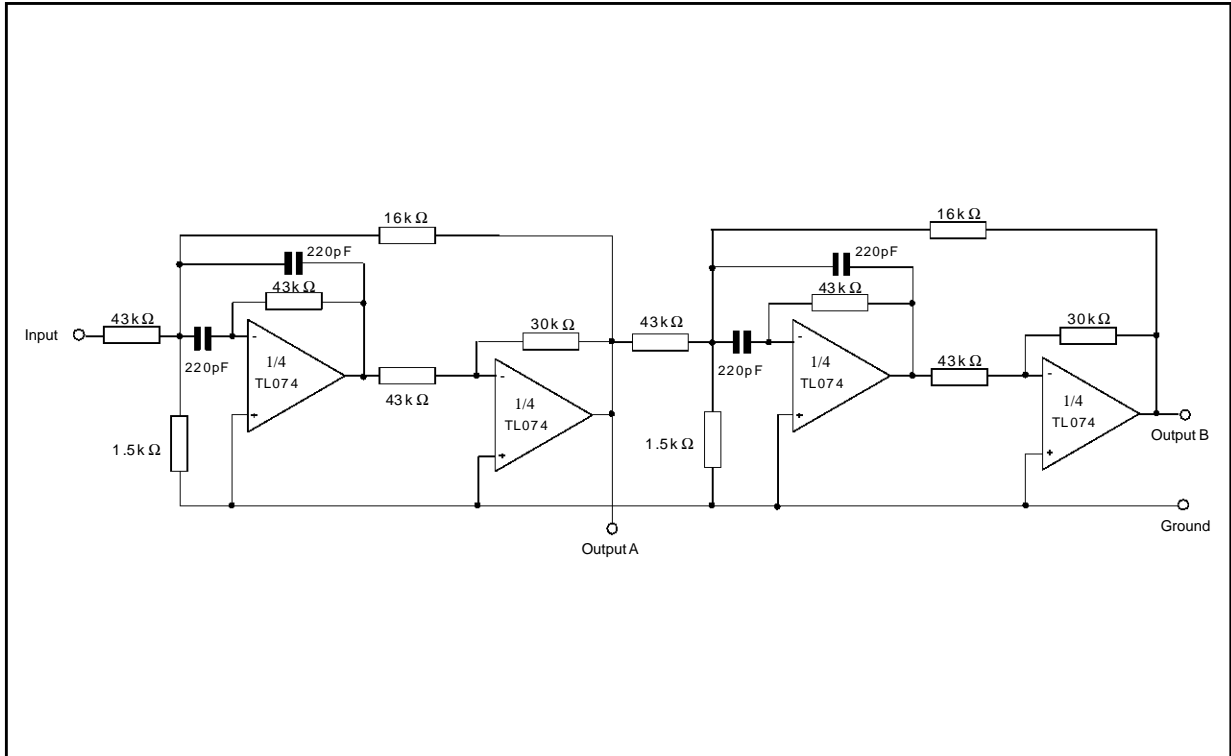 16kΩ
16kΩ
220pF
220pF
43kΩ
43kΩ
Input
43kΩ
30kΩ
43kΩ
30kΩ
220pF
1/4
TL074
43kΩ
220pF
1/4
TL074
43kΩ
1/4
TL074
1/4
TL074
1.5kΩ
1.5kΩ
Output B
Output A
Ground